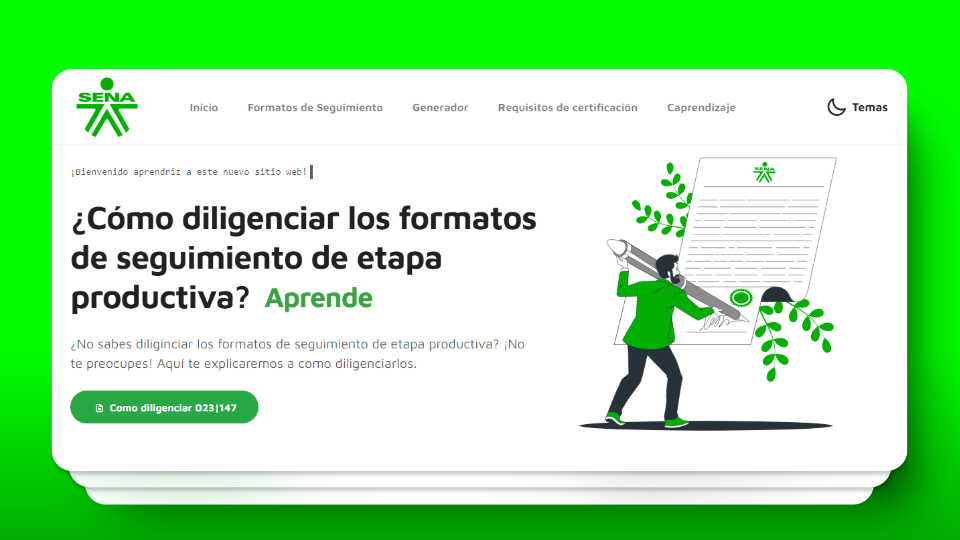 SENA
Inicio
Formatos de Seguimiento
Generador
Requisitos de certificación
Caprendizaje
Temas
¡Bienvenido aprendriz a este nuevo sitio web!
¿Cómo diligenciar los formatos
de seguimiento de etapa
productiva? Aprende
¿No sabes diliginciar los formatos de seguimiento de etapa productiva? ¡No
te preocupes! Aquí te explicaremos a como diligenciarlos.
Como diligenciar 023|147
SENA